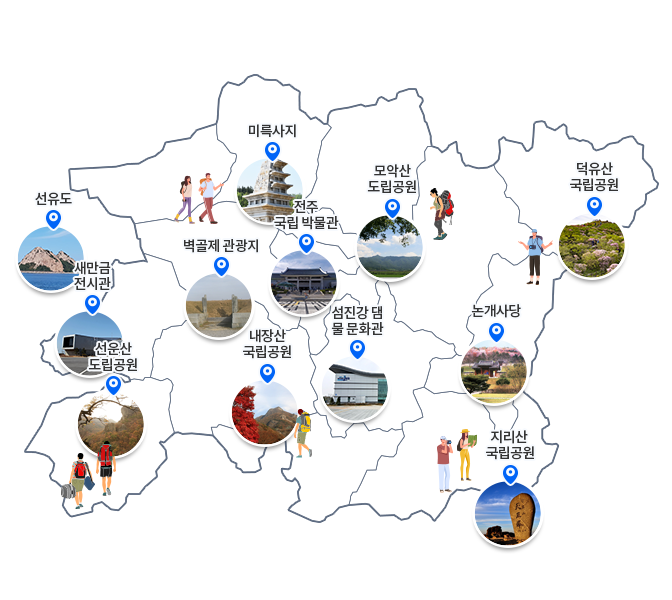 미륵사지
모악산
도립공원
덕유산
국립공원
선유도
전주
국립 박물관
벽골제 관광지
새만금
전시관
섬진강 댐
물 문화관
논개사당
내장산
국립공원
선운산
도립공원
지리산
국립공원